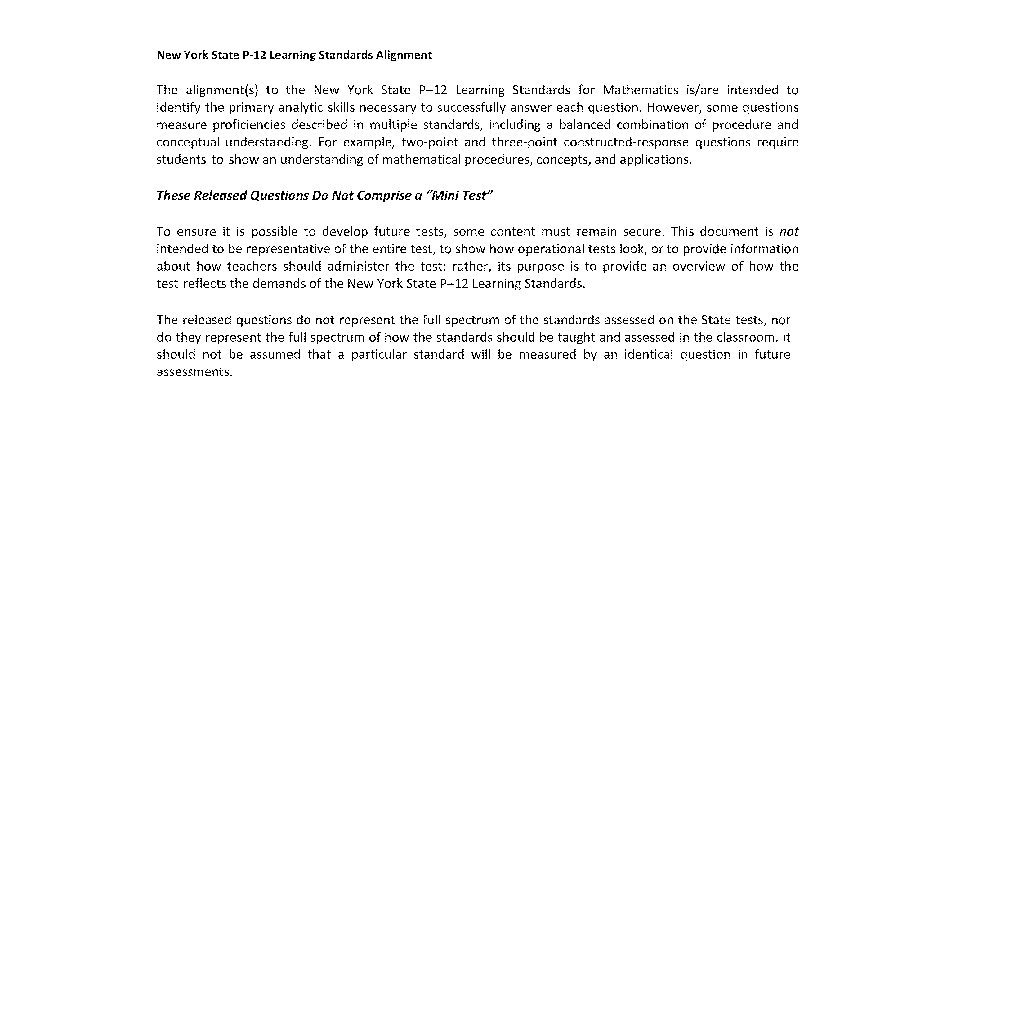 New York State P-12 Learning Standards Alignment
The alignment(s) to the New York State P–12 Learning Standards for Mathematics is/are intended to
identify the primary analytic skills necessary to successfully answer each question. However, some questions
measure proficiencies described in multiple standards, including a balanced combination of procedure and
conceptual understanding. For example, two-point and three-point constructed-response questions require
students to show an understanding of mathematical procedures, concepts, and applications.
These Released Questions Do Not Comprise a “Mini Test”
To ensure it is possible to develop future tests, some content must remain secure. This document is not
intended to be representative of the entire test, to show how operational tests look, or to provide information
about how teachers should administer the test; rather, its purpose is to provide an overview of how the
test reflects the demands of the New York State P–12 Learning Standards.
The released questions do not represent the full spectrum of the standards assessed on the State tests, nor
do they represent the full spectrum of how the standards should be taught and assessed in the classroom. It
should not be assumed that a particular standard will be measured by an identical question in future
assessments.